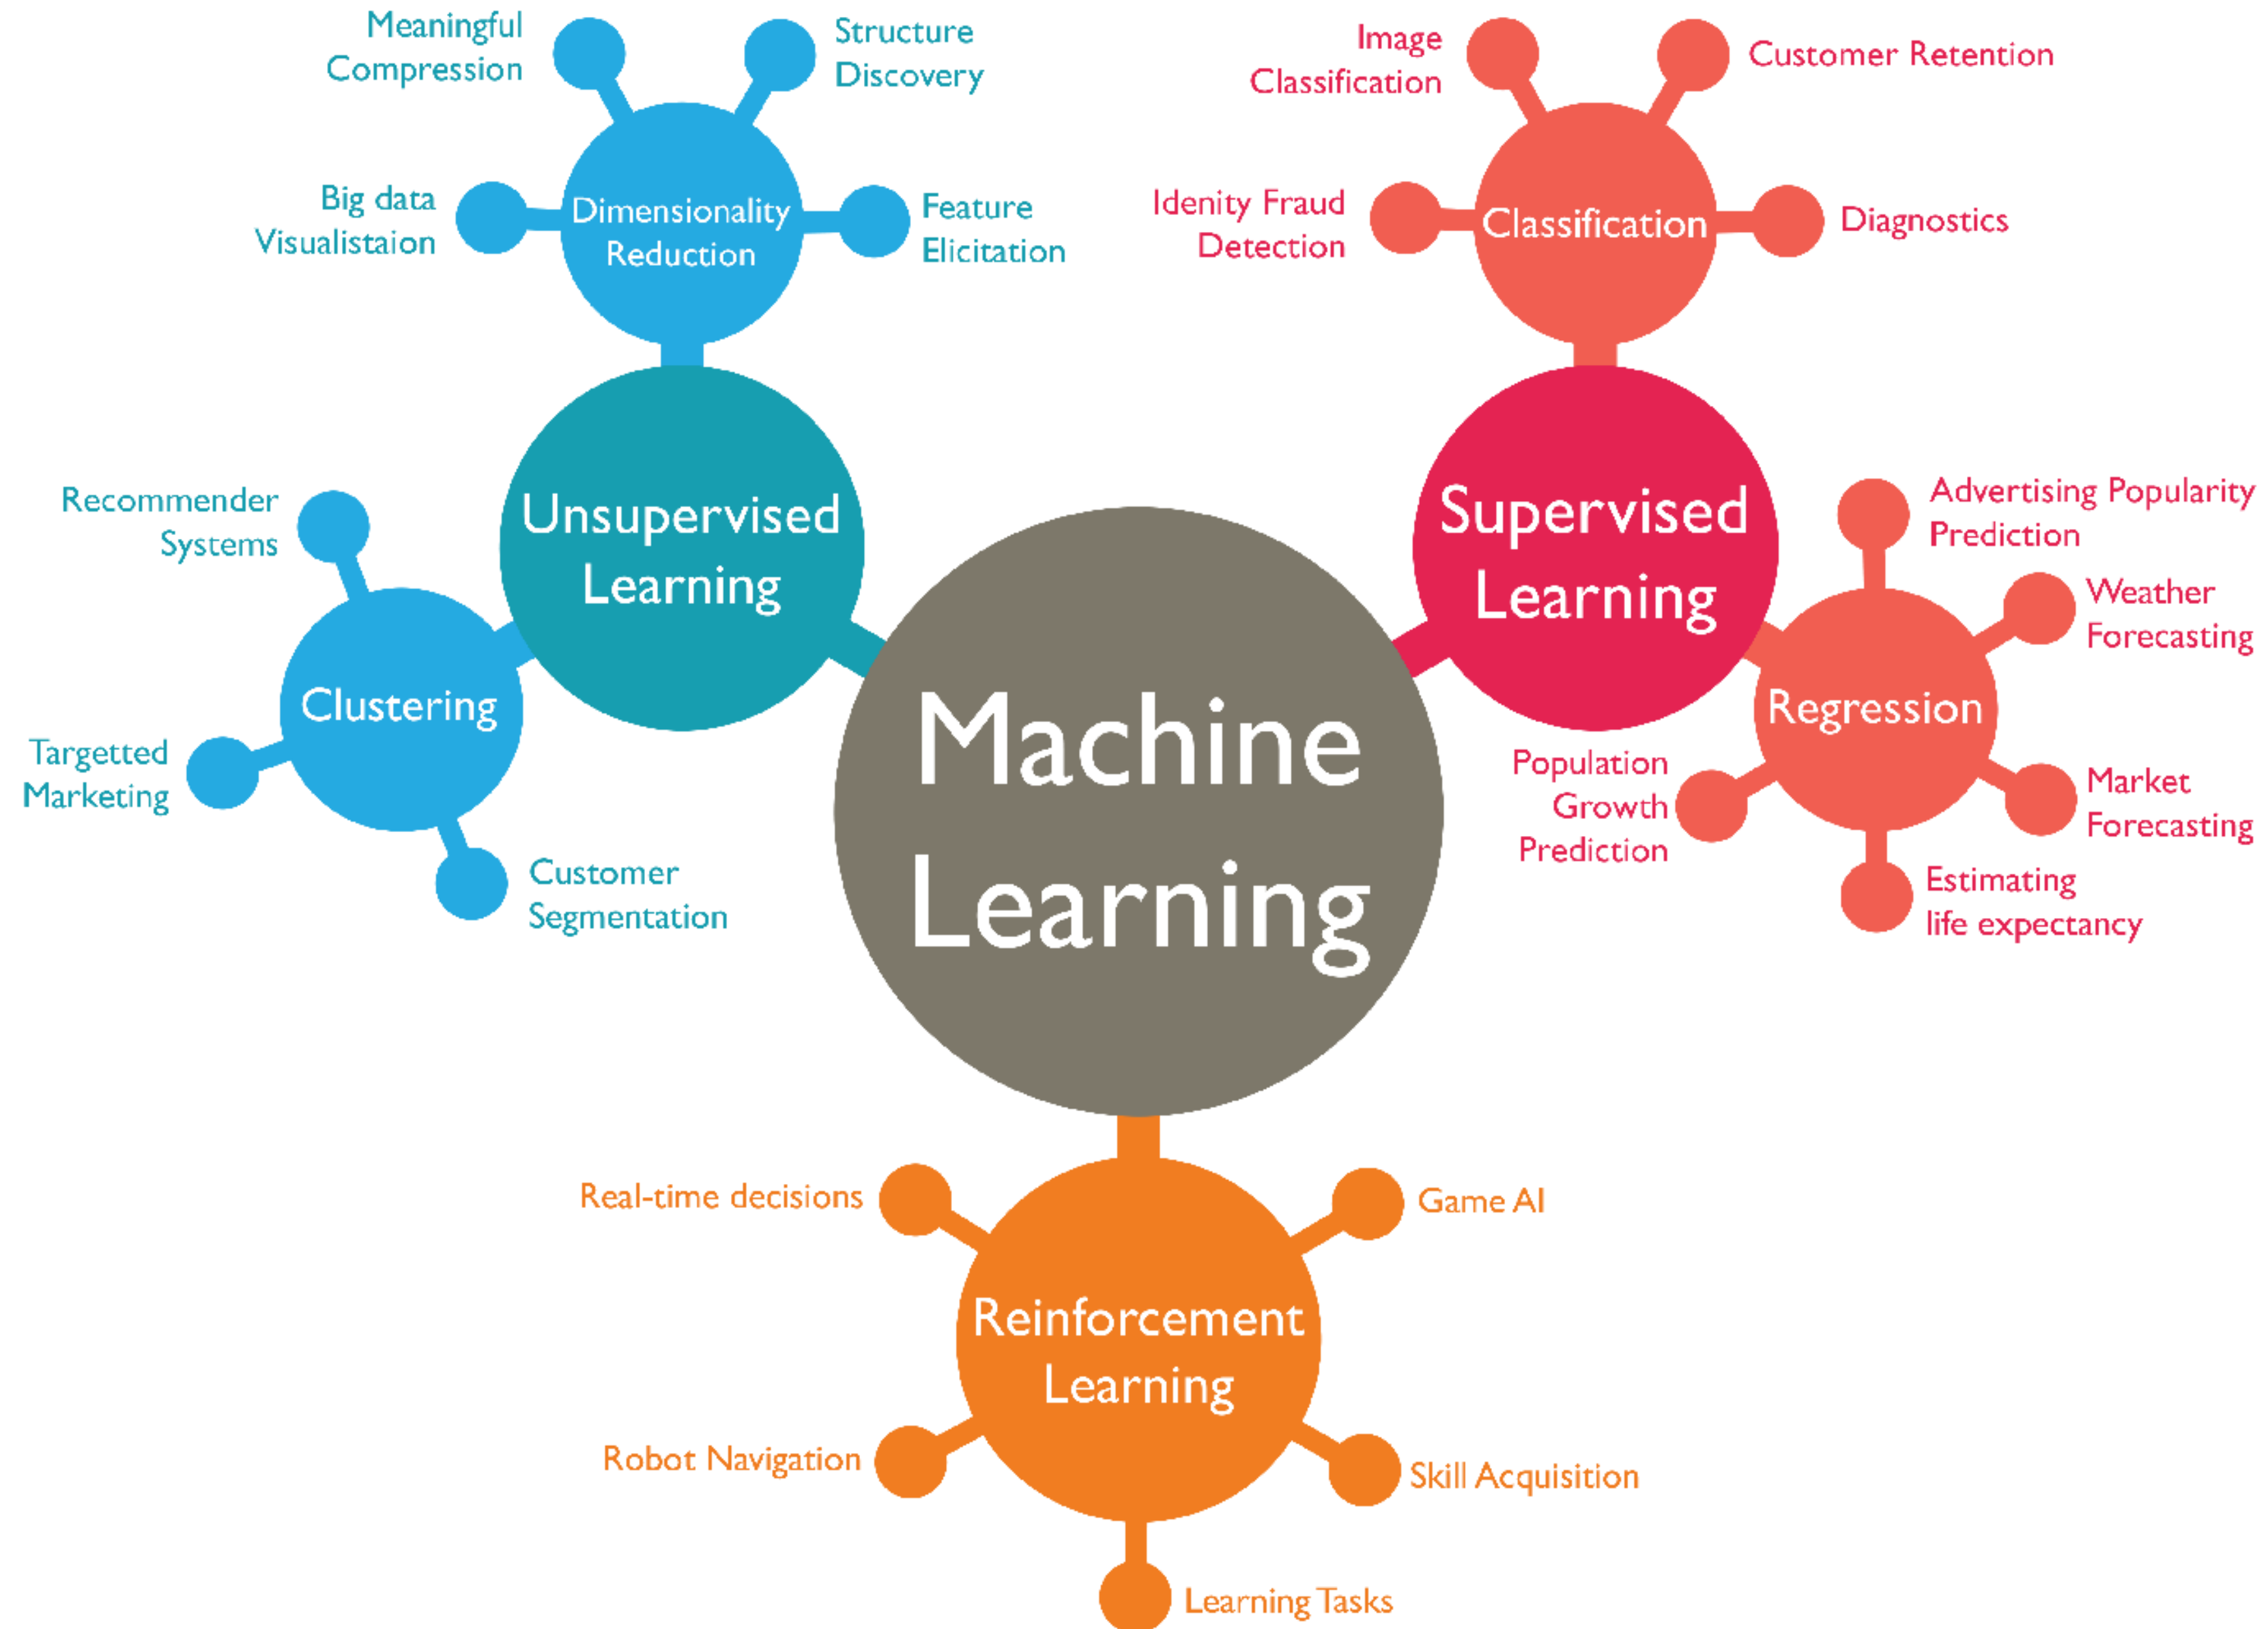 Meaningful
Compression
Structure
Discovery
Big data
Visualistaion
Dimensionality
Reduction
Feature
Elicitation
Image
Classification
Customer Retention
Idenity Fraud
Detection
Classification
Diagnostics
Unsupervised
Learning
Recommender
Systems
Clustering
Targetted
Marketing
Customer
Segmentation
Supervised
Learning
Advertising Popularity
Prediction
Weather
Forecasting
Regression
Population
Growth
Prediction
Market
Forecasting
Estimating
life expectancy
Machine
Learning
Real-time decisions
Game AI
Reinforcement
Learning
Robot Navigation
Skill Acquisition
Learning Tasks